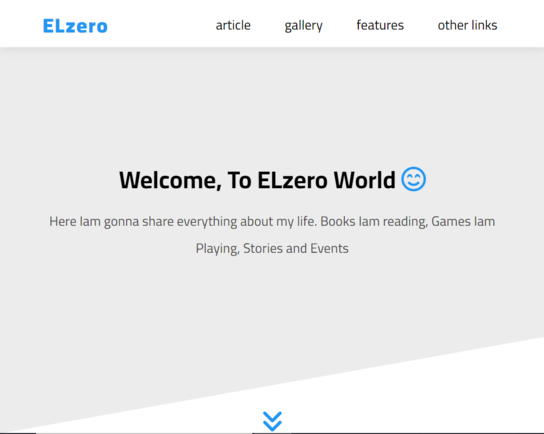 ELzero
article gallery features other links
Welcome, To ELzero World
Here Iam gonna share everything about my life. Books Iam reading, Games Iam
Playing, Stories and Events